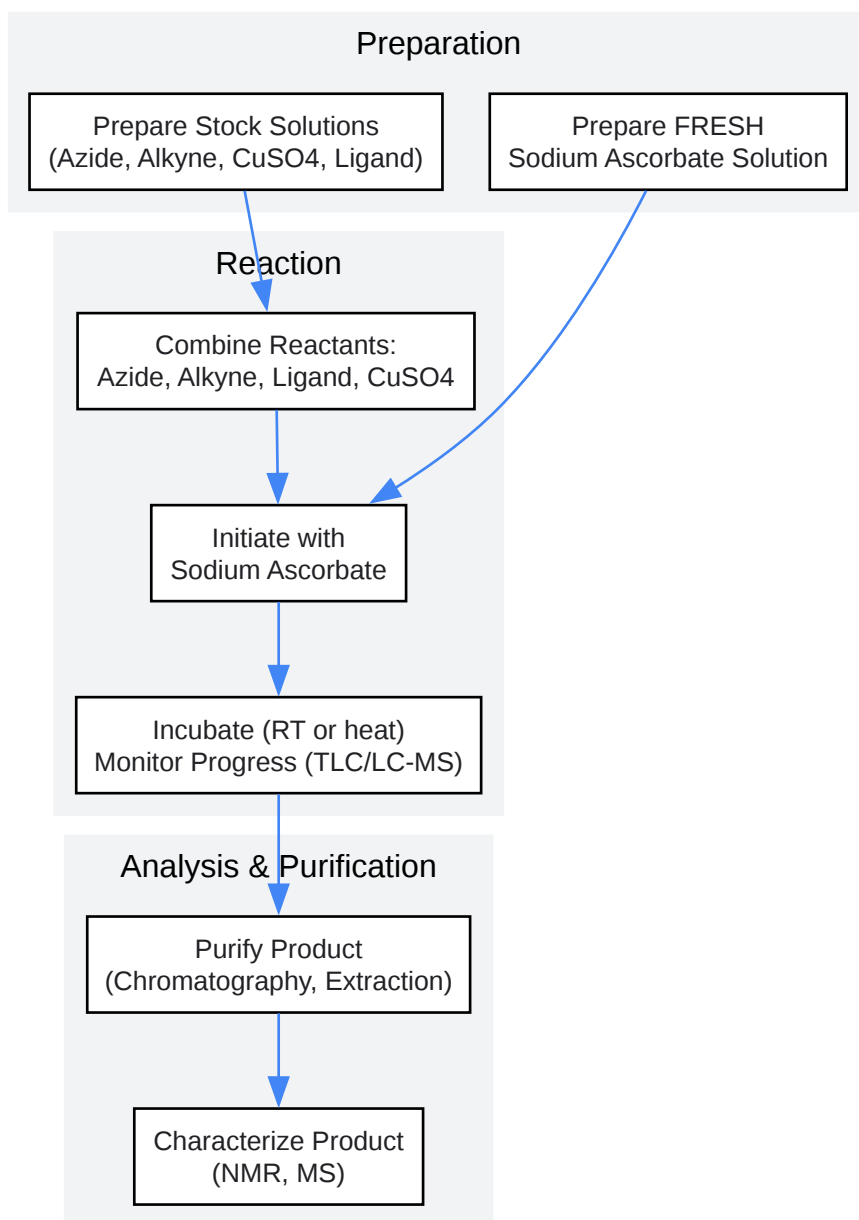 Preparation
Prepare Stock Solutions
(Azide, Alkyne, CuSO4, Ligand)
Prepare FRESH
Sodium Ascorbate Solution
Reaction
Combine Reactants:
Azide, Alkyne, Ligand, CuSO4
Initiate with
Sodium Ascorbate
Incubate (RT or heat)
Monitor Progress (TLC/LC-MS)
Analysis & Purification
Purify Product
(Chromatography, Extraction)
Characterize Product
(NMR, MS)